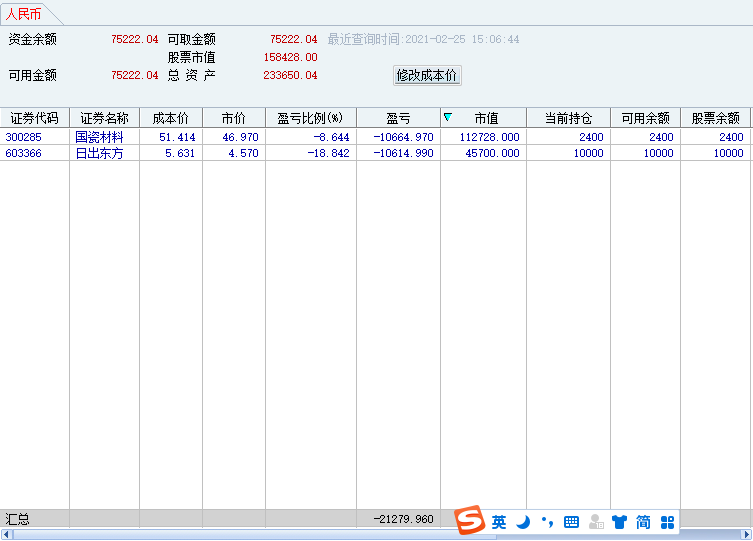 人民币
资金余额 75222.04 可取金额 75222.04 最近查询时间:2021-02-25 15:06:44
股票市值 158428.00
可用金额 75222.04 总 资 产 233650.04 修改成本价
证券代码 证券名称 成本价 市价 盈亏比例(%) 盈亏 市值 当前持仓 可用余额 股票余额
300285 国瓷材料 51.414 46.970 -8.644 -10664.970 112728.000 2400 2400 2400
603366 日出东方 5.631 4.570 -18.842 -10614.990 45700.000 10000 10000 10000
汇总 -21279.960
S 英 简